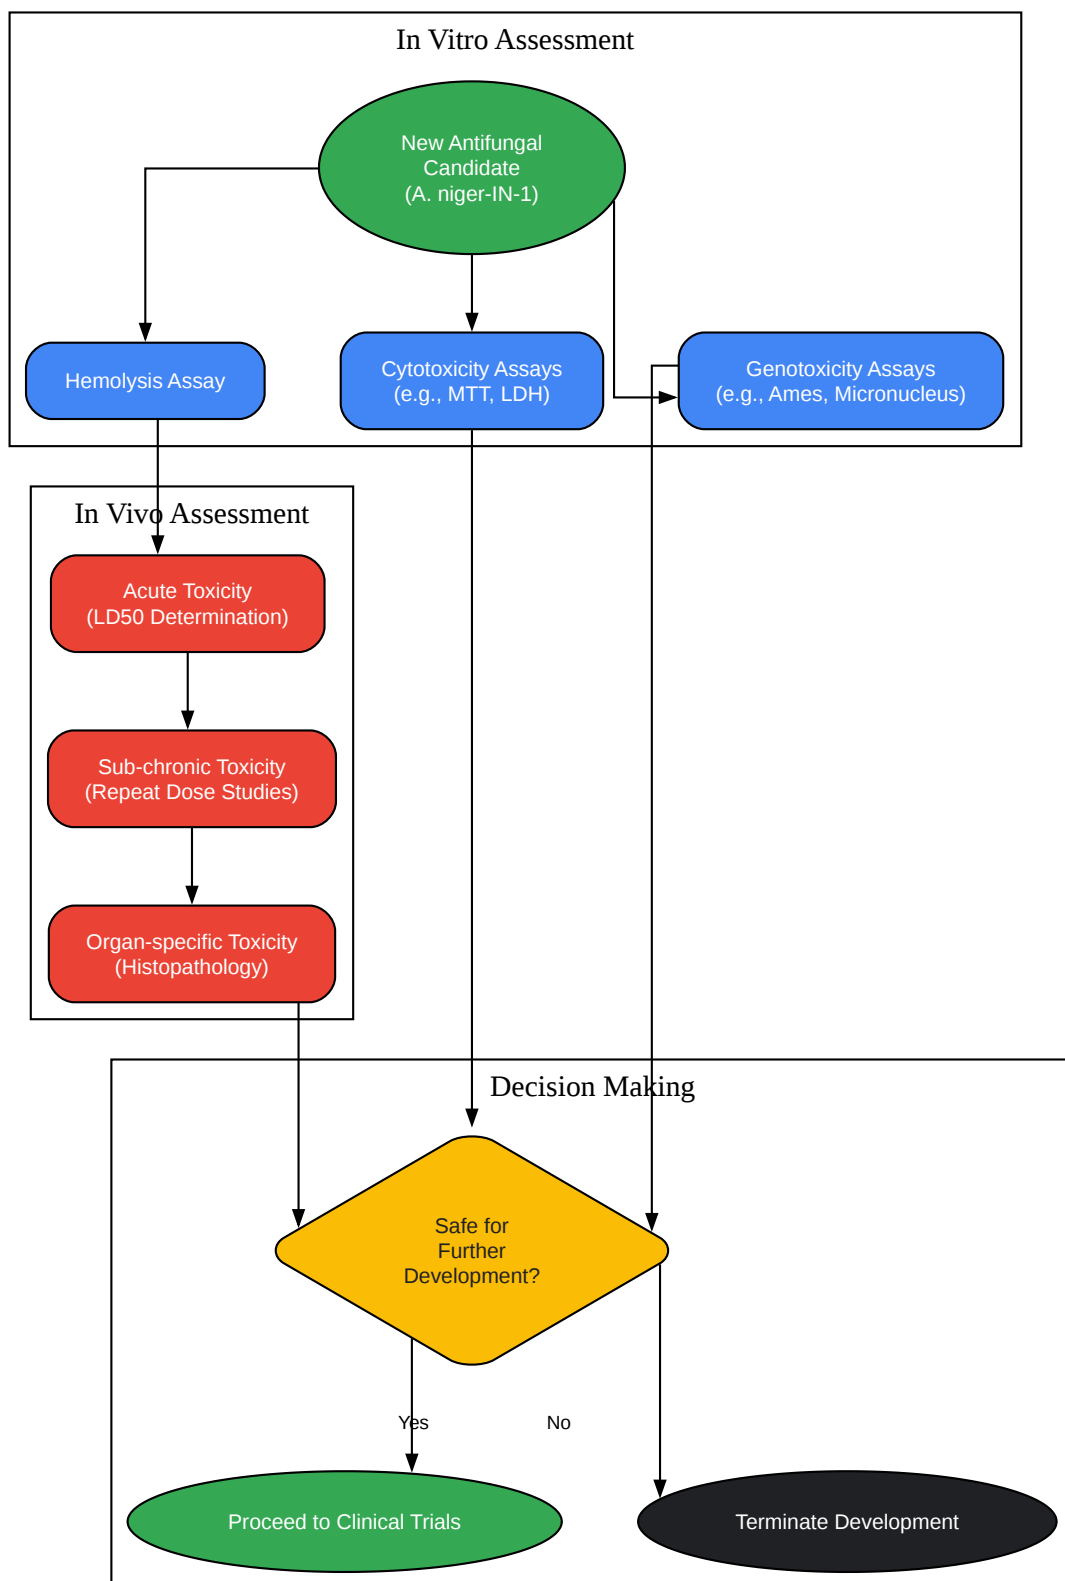 In Vitro Assessment
New Antifungal
Candidate
(A. niger-IN-1)
Hemolysis Assay
Cytotoxicity Assays
(e.g., MTT, LDH)
Genotoxicity Assays
(e.g., Ames, Micronucleus)
In Vivo Assessment
Acute Toxicity
(LD50 Determination)
Sub-chronic Toxicity
(Repeat Dose Studies)
Organ-specific Toxicity
(Histopathology)
Decision Making
Safe for
Further
Development?
Yes
No
Proceed to Clinical Trials
Terminate Development